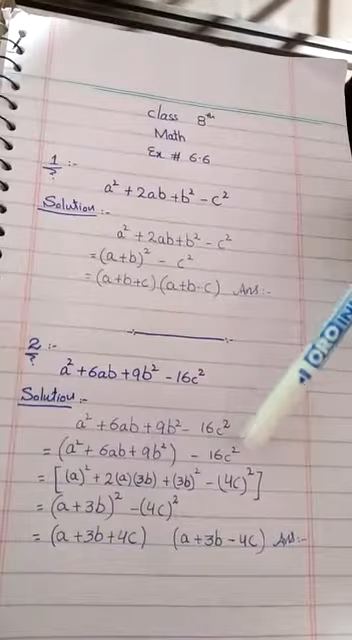 class 8th
Math
Ex # 6.6
1 :-
a² + 2ab + b² - c²
Solution :-
a² + 2ab + b² - c²
= (a+b)² - c²
= (a+b+c) (a+b-c) Ans:-
2 :-
a² + 6ab + 9b² - 16c²
Solution :-
a² + 6ab + 9b² - 16c²
= (a² + 6ab + 9b²) - 16c²
= [(a)² + 2(a)(3b) + (3b)² - (4c)²]
= (a+3b)² - (4c)²
= (a+3b+4c) (a+3b-4c) Ans:-